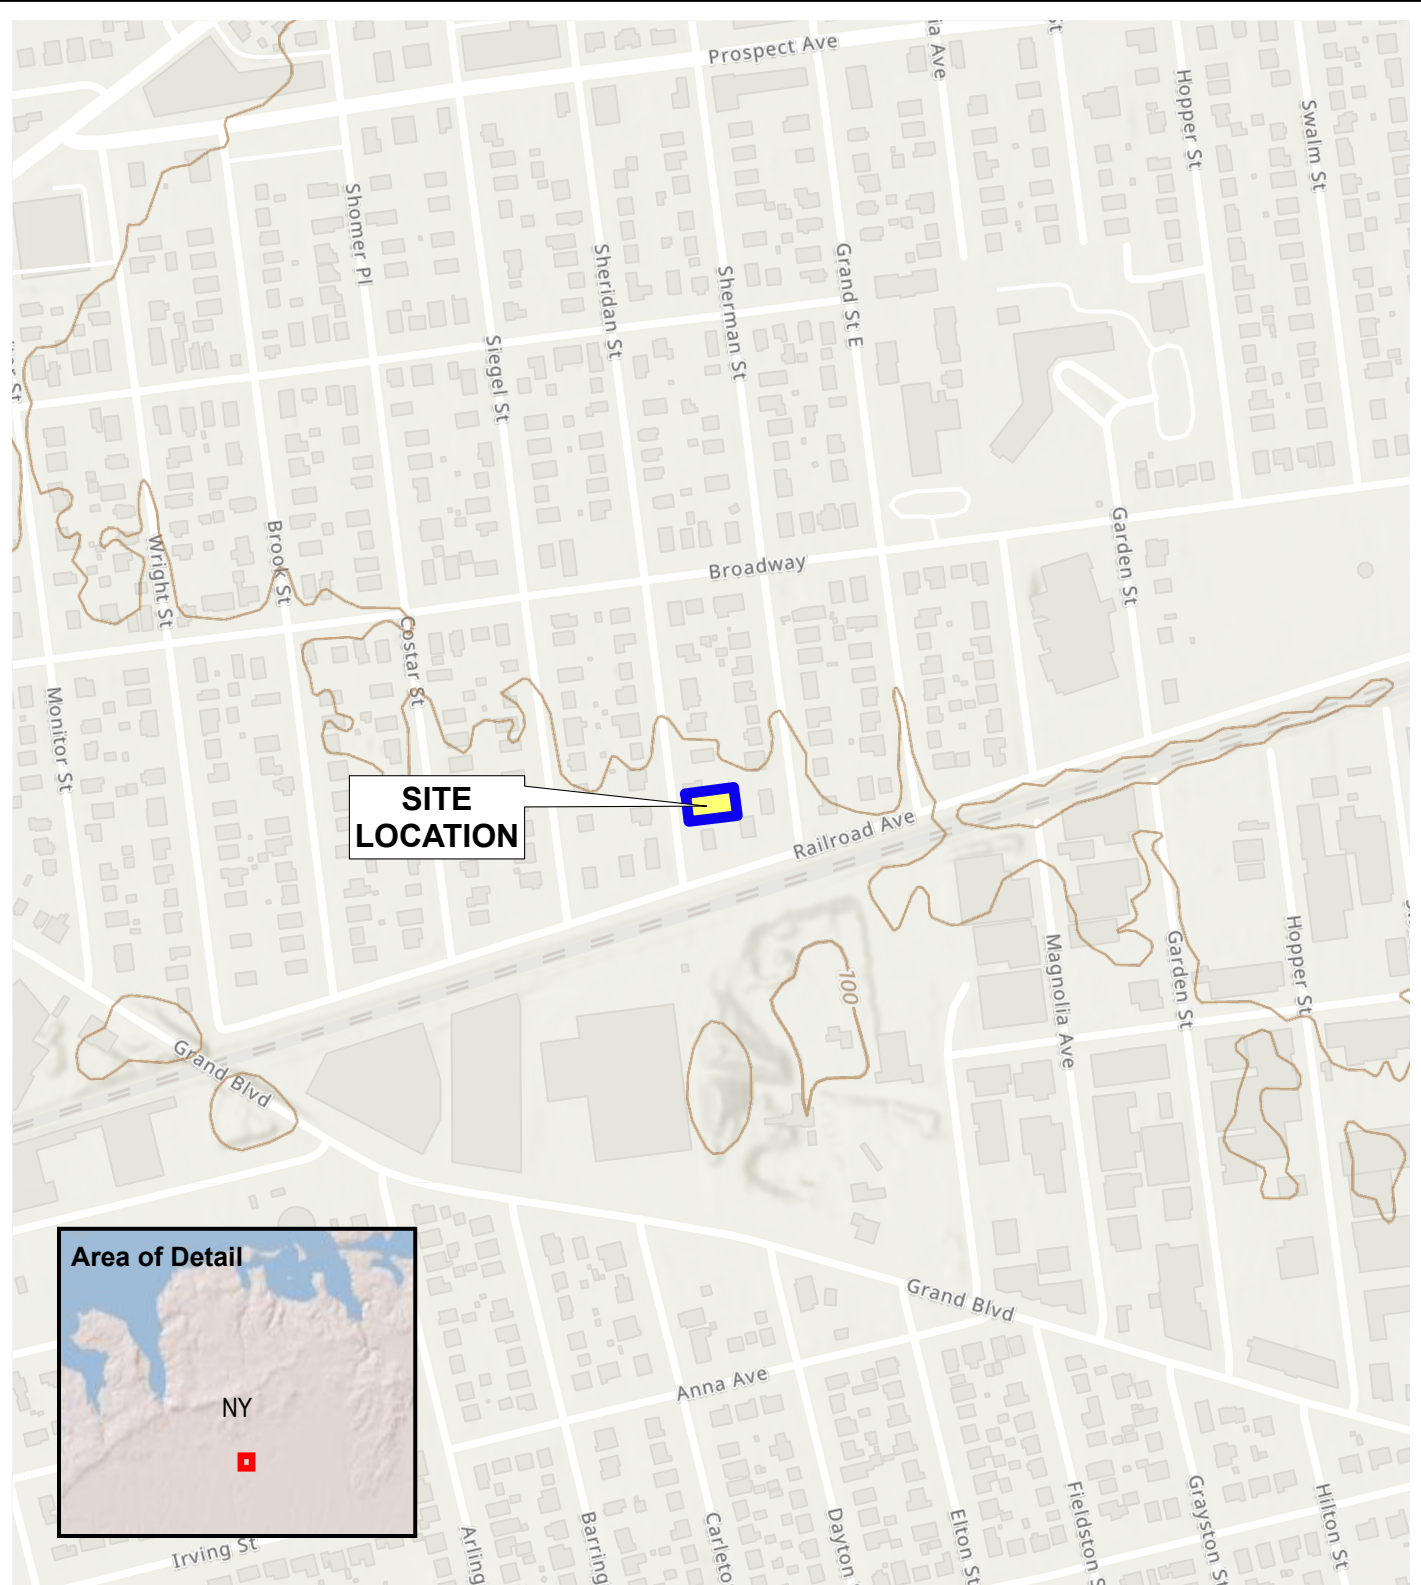 Prospect Ave
ia Ave
St
Hopper St
Swalm St
Shomer Pl
Sheridan St
Sherman St
Grand St E
Siegel St
St
Garden St
Wright St
Brook St
Broadway
Costar St
Monitor St
SITE
LOCATION
Railroad Ave
100
Magnolia Ave
Garden St
Hopper St
Grand Blvd
Area of Detail
NY
Grand Blvd
Anna Ave
Irving St
Arling
Barring
Carleto
Dayton
Elton St
Fieldston S
Grayston St
Hilton St